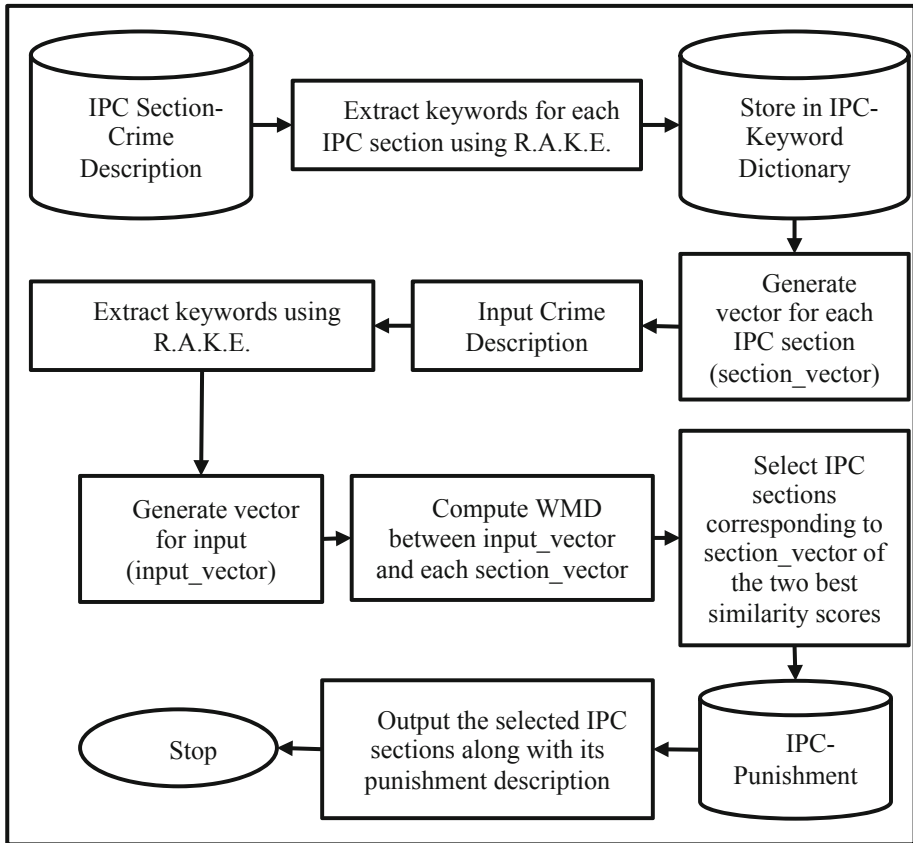 IPC Section-
Crime
Description
Extract keywords for each
IPC section using R.A.K.E.
Store in IPC-
Keyword
Dictionary
Generate
vector for each
IPC section
(section_vector)
Input Crime
Description
Extract keywords using
R.A.K.E.
Generate vector
for input
(input_vector)
Compute WMD
between input_vector
and each section_vector
Select IPC
sections
corresponding to
section_vector of
the two best
similarity scores
IPC-
Punishment
Output the selected IPC
sections along with its
punishment description
Stop